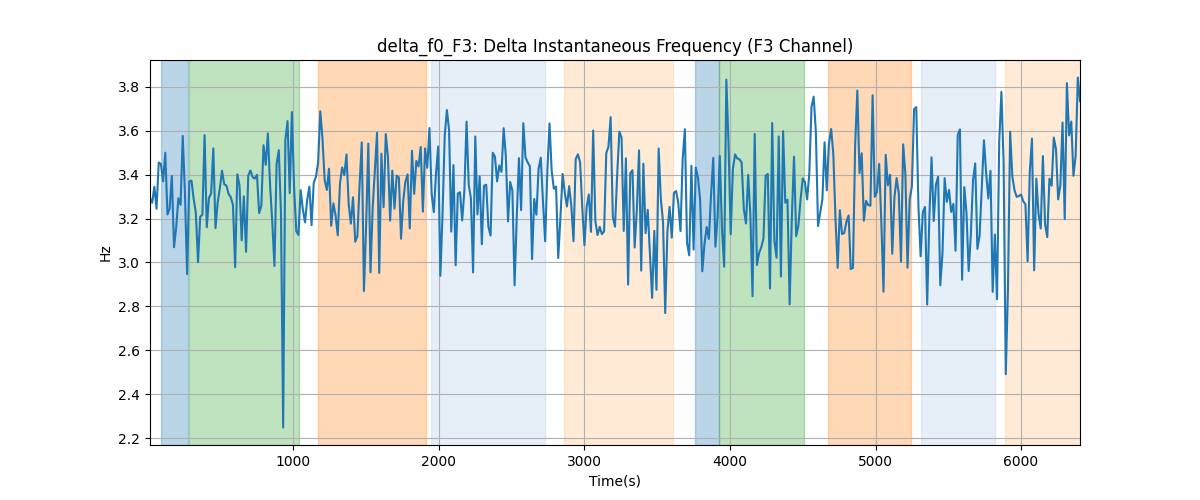 delta_f0_F3: Delta Instantaneous Frequency (F3 Channel)
3.8
3.6
3.4
3.2
3.0
2.8
2.6
2.4
2.2
Hz
1000 2000 3000 4000 5000 6000
Time(s)